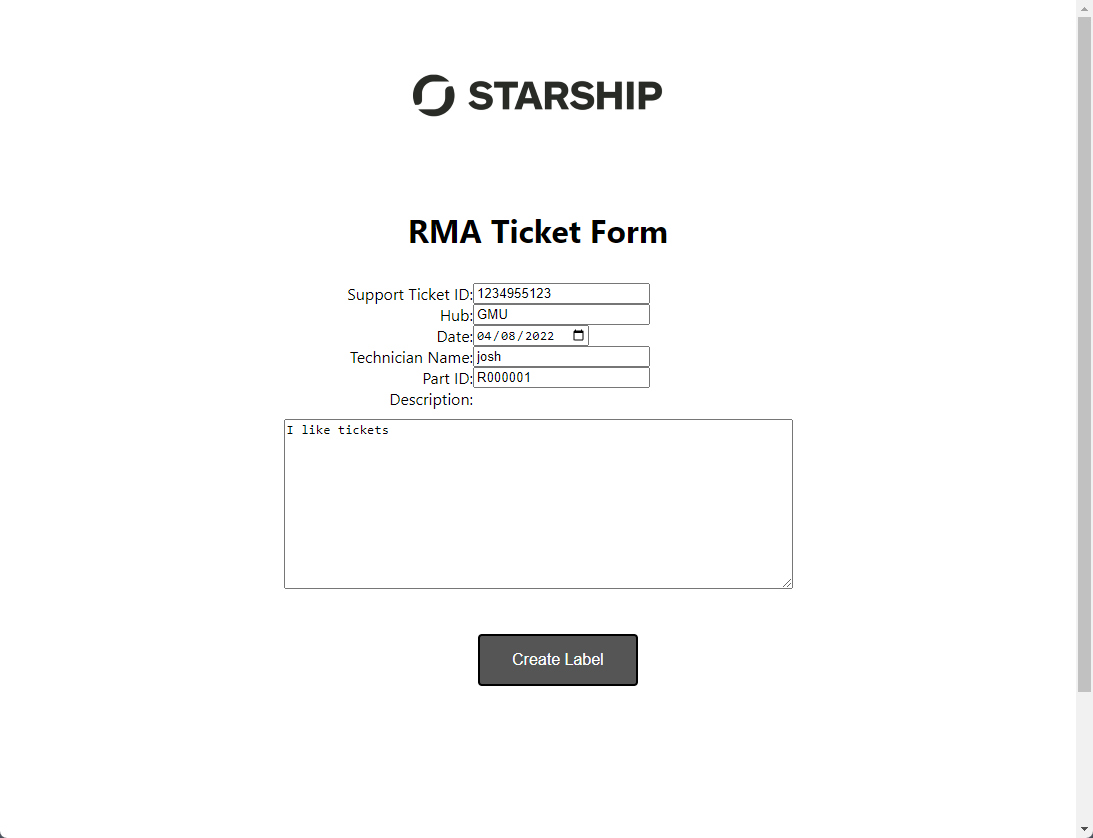 STARSHIP
RMA Ticket Form
Support Ticket ID: 1234955123
Hub: GMU
Date: 04/08/2022
Technician Name: josh
Part ID: R000001
Description:
I like tickets
Create Label